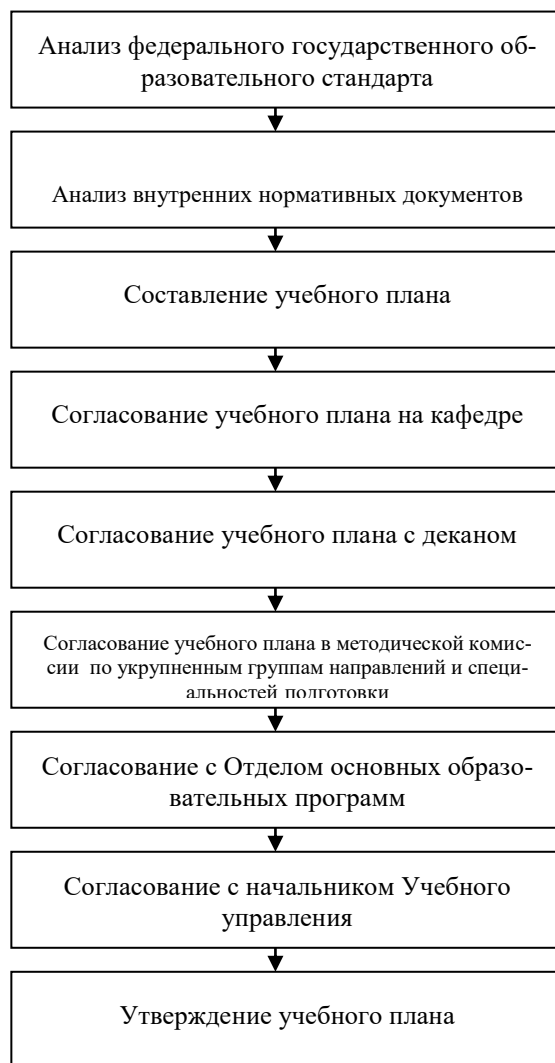 Анализ федерального государственного об-
разовательного стандарта
Анализ внутренних нормативных документов
Составление учебного плана
Согласование учебного плана на кафедре
Согласование учебного плана с деканом
Согласование учебного плана в методической комис-
сии по укрупненным группам направлений и специ-
альностей подготовки
Согласование с Отделом основных образо-
вательных программ
Согласование с начальником Учебного
управления
Утверждение учебного плана